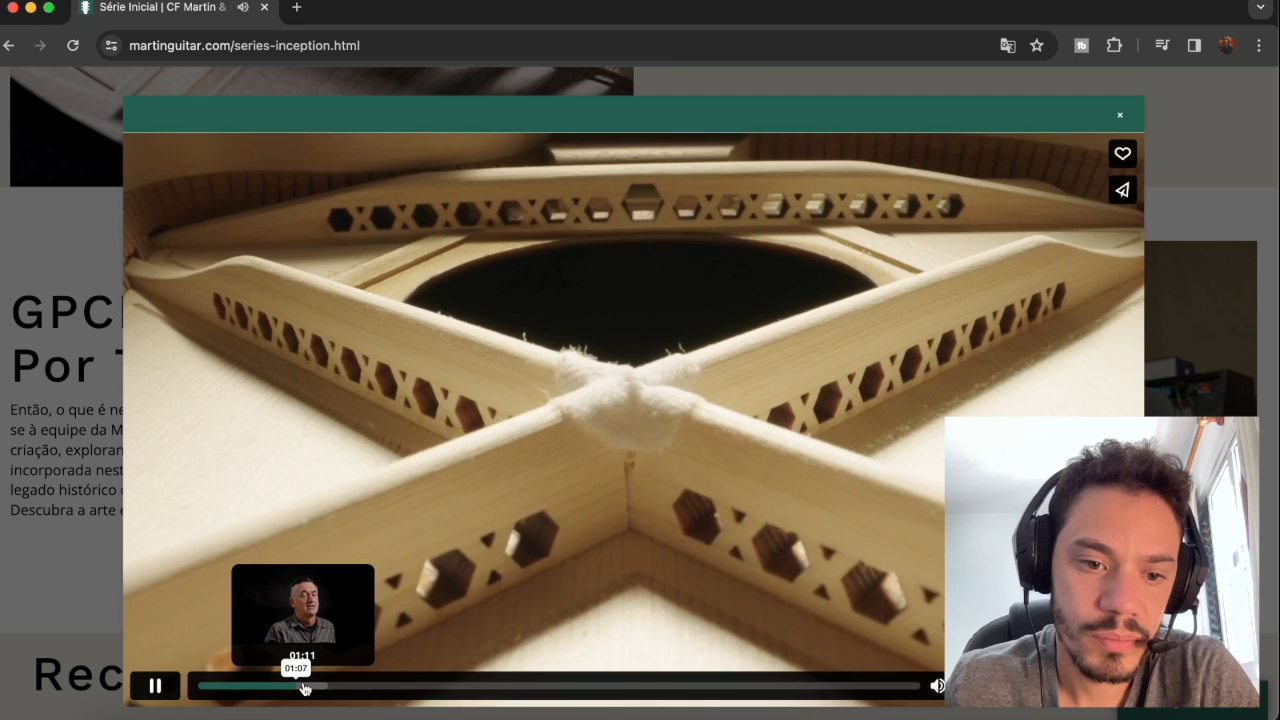 Série Inicial | CF Martin &
martinguitar.com/series-inception.html
GPC
Por T
Então, o que é ne
se à equipe da M
criação, exploran
incorporada nest
legado histórico
Descubra a arte e
01:11
01:07
Rec